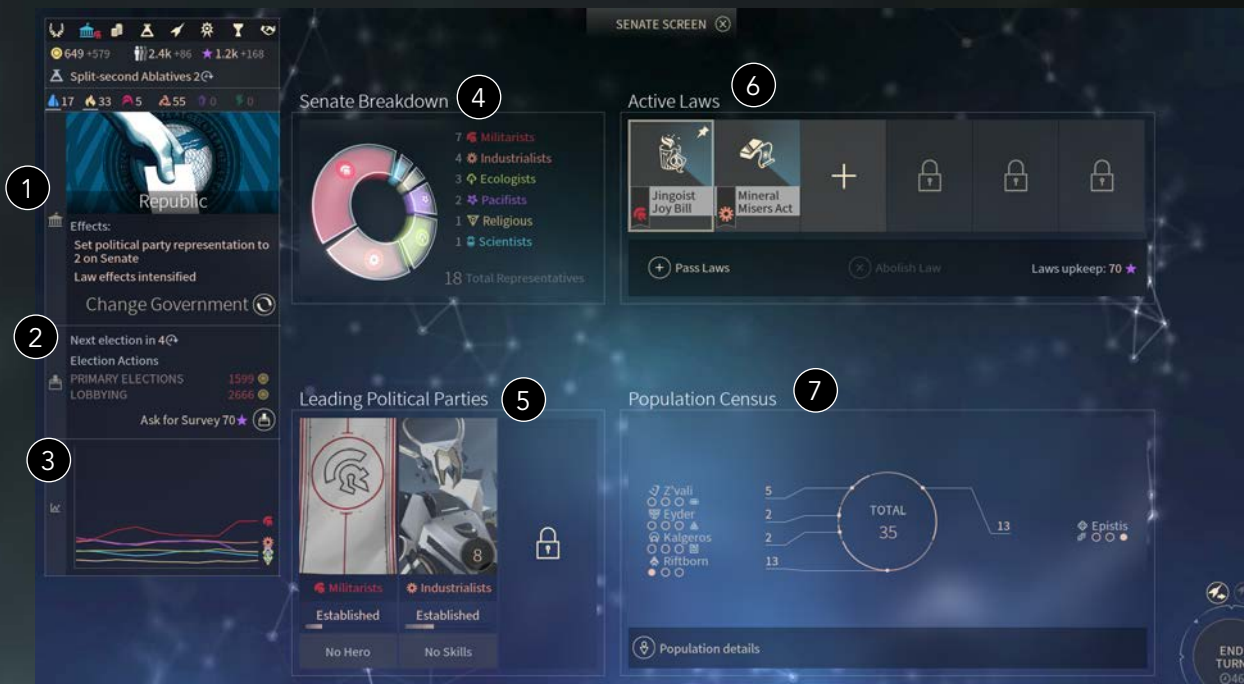 SENATE SCREEN
649 +579 2.4k +86 1.2k +168
Split-second Ablatives 2
17 33 5 55 0 0
1
Republic
Effects:
Set political party representation to
2 on Senate
Law effects intensified
Change Government
2
Next election in 4
Election Actions
PRIMARY ELECTIONS 1599
LOBBYING 2666
Ask for Survey 70
3
Senate Breakdown 4
7 Militarists
4 Industrialists
3 Ecologists
2 Pacifists
1 Religious
1 Scientists
18 Total Representatives
Active Laws 6
Jingoist
Joy Bill
Mineral
Misers Act
+
Pass Laws
Abolish Law
Laws upkeep: 70
Leading Political Parties 5
8
Militarists
Industrialists
Established
Established
No Hero
No Skills
Population Census 7
Z'vali 5
Eyder 2
Kalgeros 2
Riftborn 13
TOTAL
35
13
Epistis
Population details
END
TURN